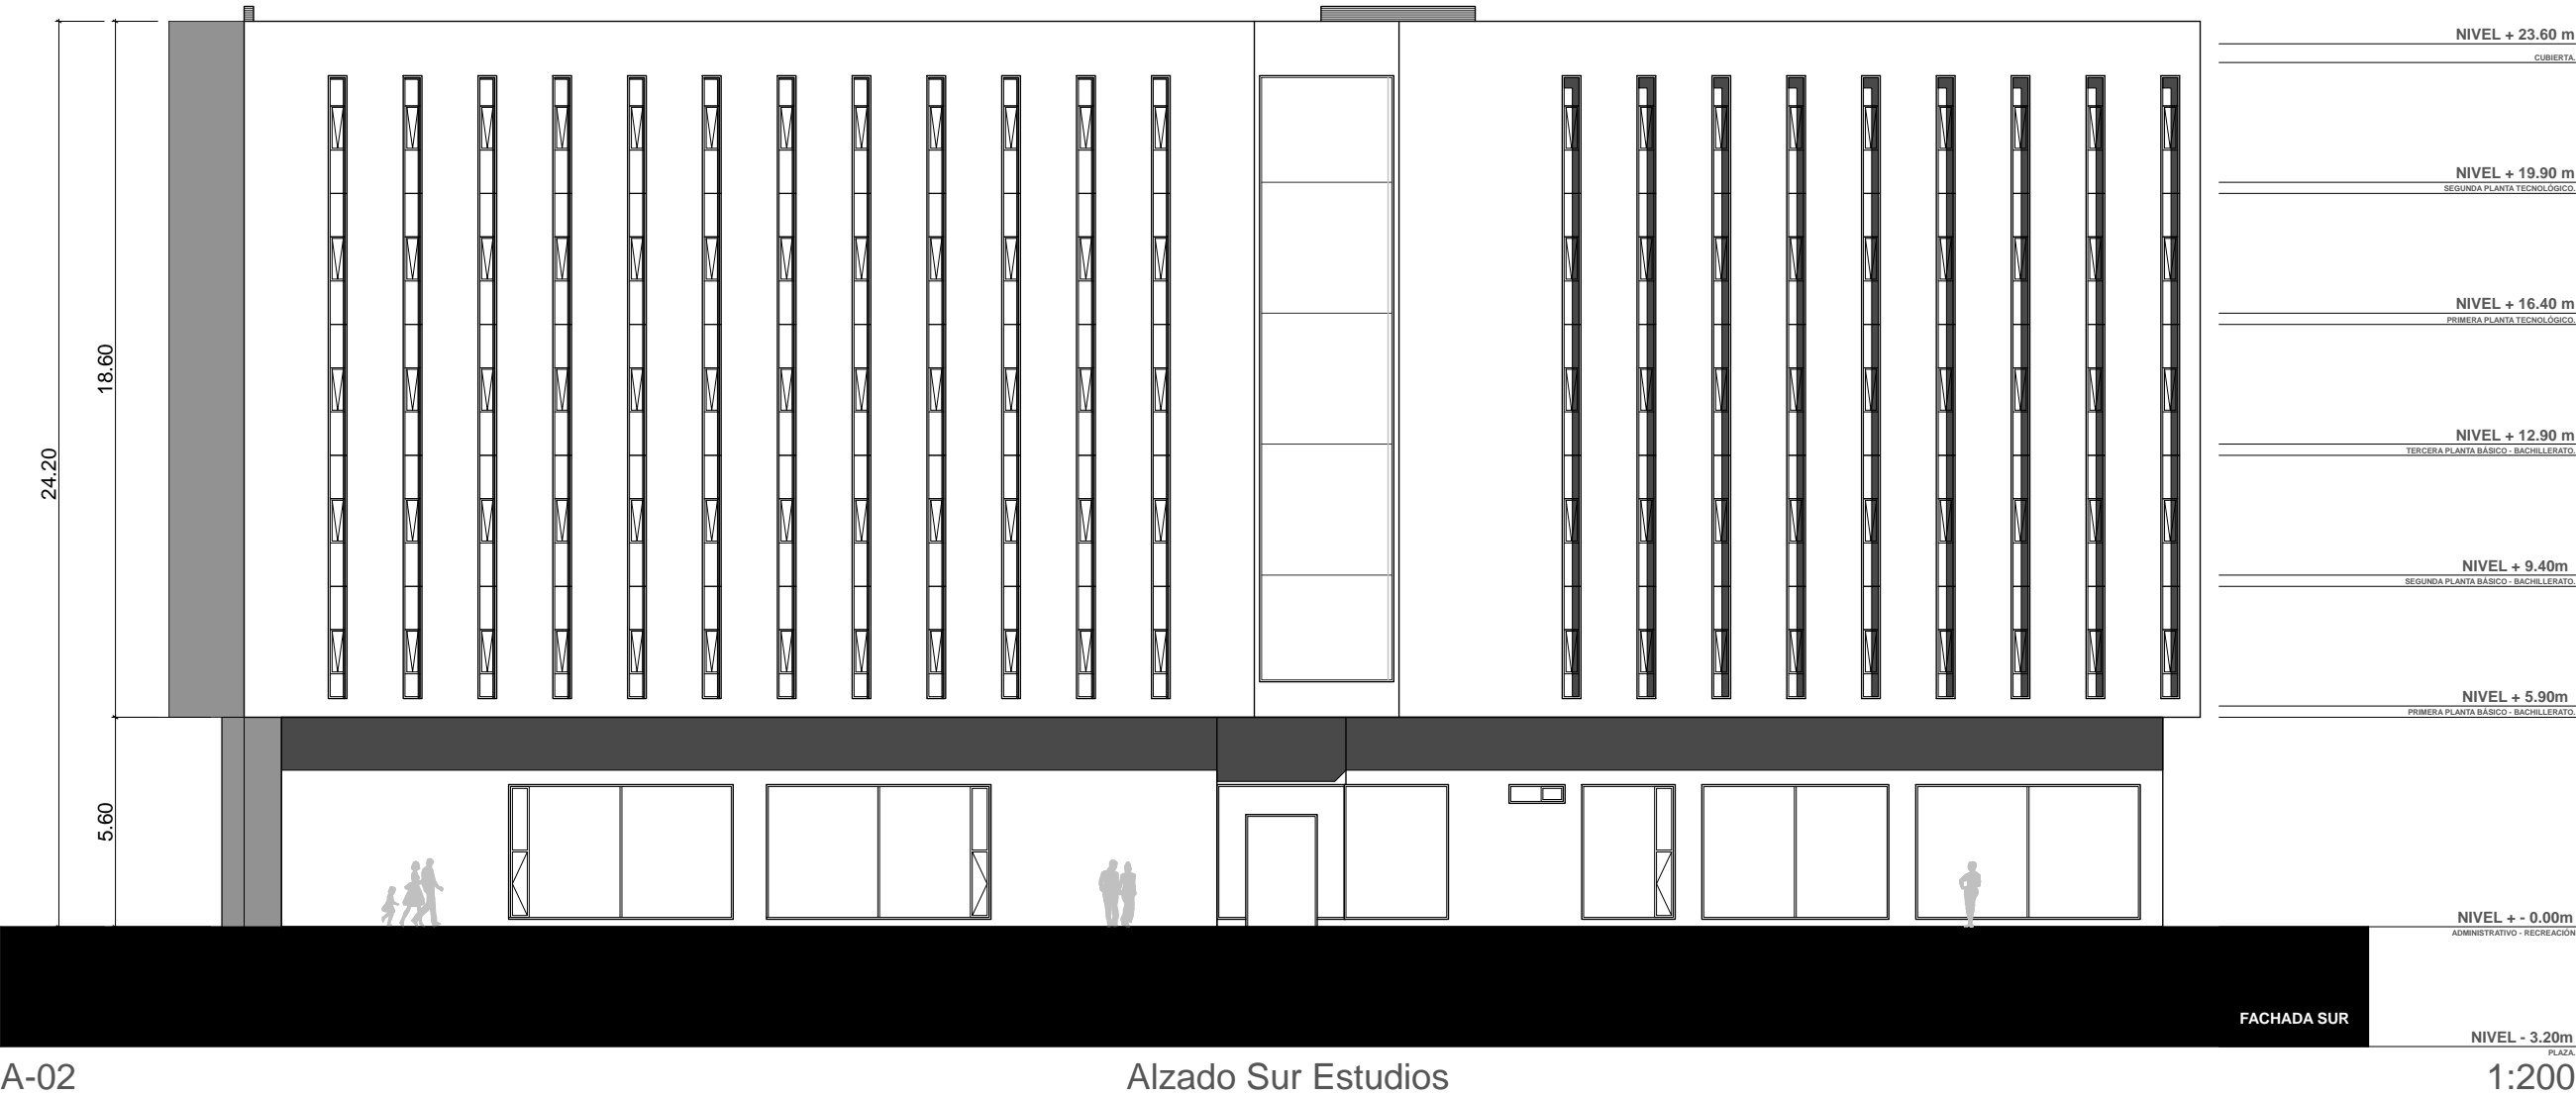 NIVEL + 23.60 m
CUBIERTA.
NIVEL + 19.90 m
SEGUNDA PLANTA TECNOLÓGICO.
NIVEL + 16.40 m
PRIMERA PLANTA TECNOLÓGICO.
18.60
NIVEL + 12.90 m
TERCERA PLANTA BÁSICO - BACHILLERATO.
24.20
NIVEL + 9.40m
SEGUNDA PLANTA BÁSICO - BACHILLERATO.
NIVEL + 5.90m
PRIMERA PLANTA BÁSICO - BACHILLERATO.
5.60
NIVEL + - 0.00m
ADMINISTRATIVO - RECREACIÓN
FACHADA SUR
NIVEL - 3.20m
PLAZA.
A-02
Alzado Sur Estudios
1:200